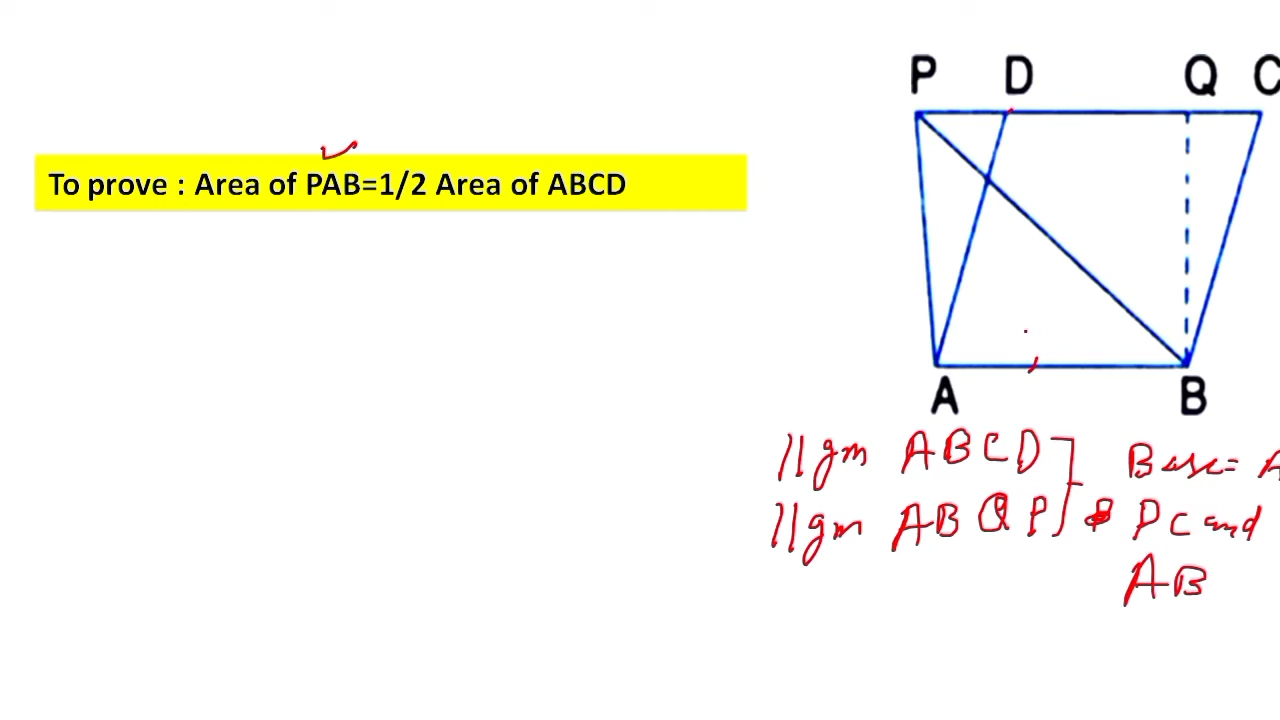 P D Q C
To prove : Area of PAB=1/2 Area of ABCD
A B
||gm ABCD Base= A
||gm ABQP PC and
AB